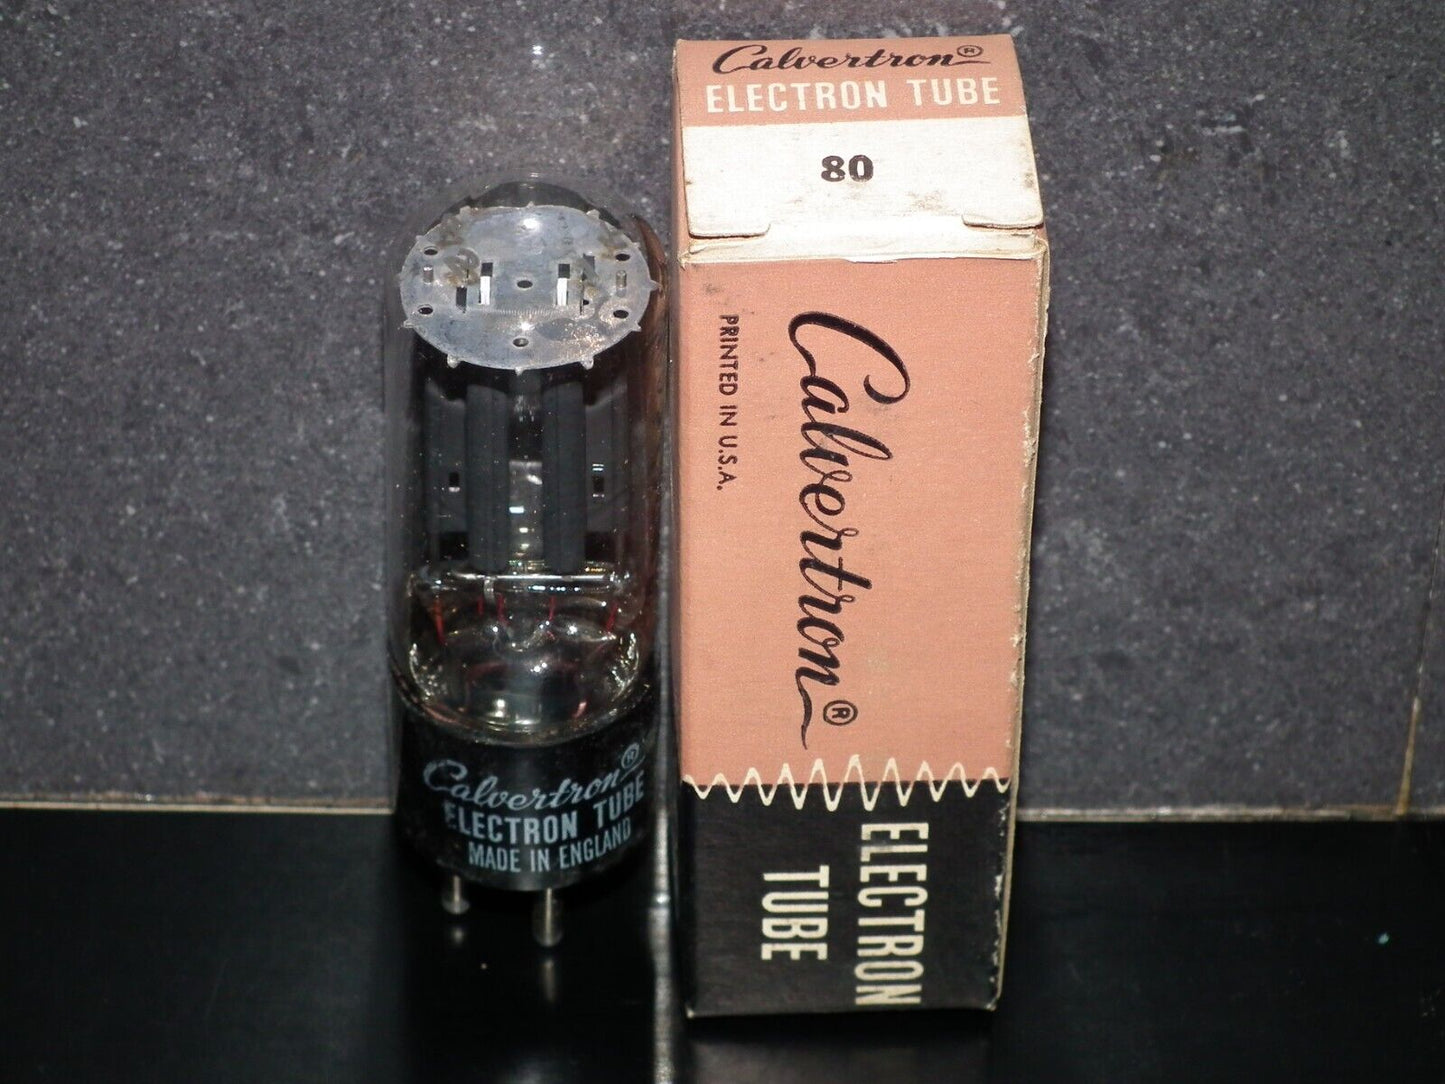 Calvertron®
ELECTRON TUBE
80
PRINTED IN U.S.A.
Calvertron®
ELECTRON
TUBE
Calvertron®
ELECTRON TUBE
MADE IN ENGLAND